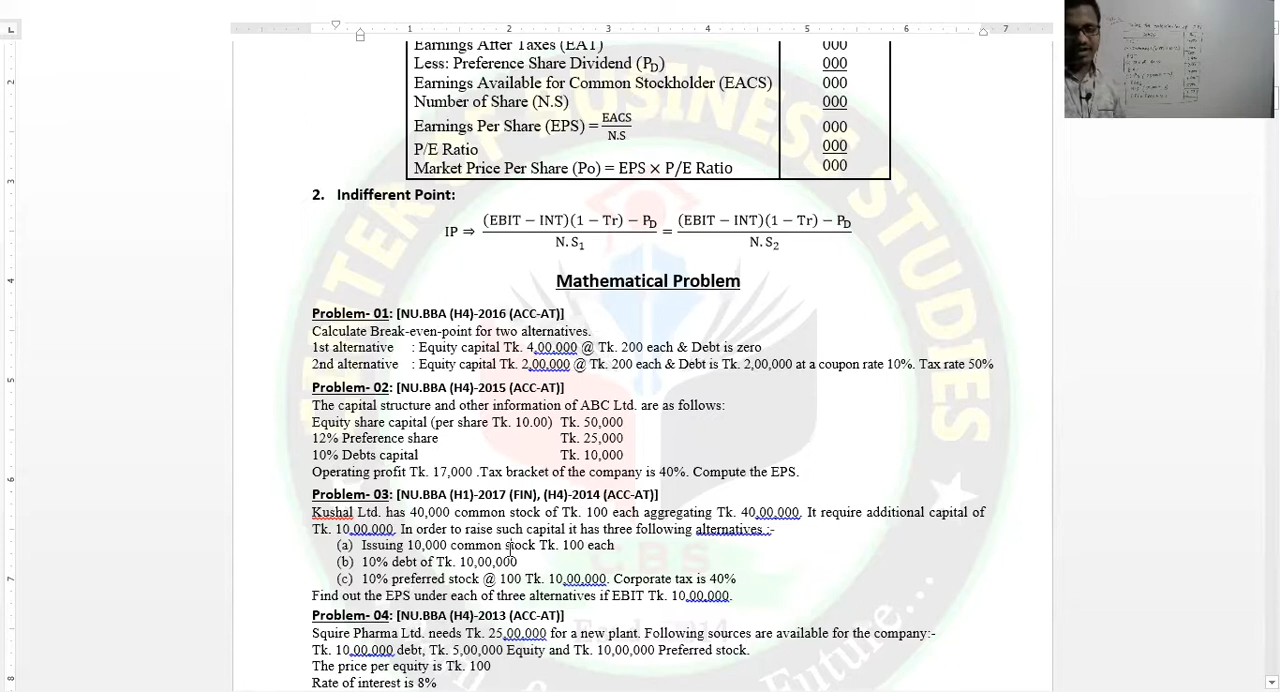 1 2 3 4 5 6 7
Earnings After Taxes (EAT) 000
Less: Preference Share Dividend (PD) 000
Earnings Available for Common Stockholder (EACS) 000
Number of Share (N.S) 000
Earnings Per Share (EPS) = EACS/N.S 000
P/E Ratio 000
Market Price Per Share (Po) = EPS × P/E Ratio 000
2. Indifferent Point:
IP ⇒ (EBIT − INT)(1 − Tr) − PD / N.S1 = (EBIT − INT)(1 − Tr) − PD / N.S2
Mathematical Problem
Problem- 01: [NU.BBA (H4)-2016 (ACC-AT)]
Calculate Break-even-point for two alternatives.
1st alternative : Equity capital Tk. 4,00,000 @ Tk. 200 each & Debt is zero
2nd alternative : Equity capital Tk. 2,00,000 @ Tk. 200 each & Debt is Tk. 2,00,000 at a coupon rate 10%. Tax rate 50%
Problem- 02: [NU.BBA (H4)-2015 (ACC-AT)]
The capital structure and other information of ABC Ltd. are as follows:
Equity share capital (per share Tk. 10.00) Tk. 50,000
12% Preference share Tk. 25,000
10% Debts capital Tk. 10,000
Operating profit Tk. 17,000 .Tax bracket of the company is 40%. Compute the EPS.
Problem- 03: [NU.BBA (H1)-2017 (FIN), (H4)-2014 (ACC-AT)]
Kushal Ltd. has 40,000 common stock of Tk. 100 each aggregating Tk. 40,00,000. It require additional capital of
Tk. 10,00,000. In order to raise such capital it has three following alternatives :-
(a) Issuing 10,000 common stock Tk. 100 each
(b) 10% debt of Tk. 10,00,000
(c) 10% preferred stock @ 100 Tk. 10,00,000. Corporate tax is 40%
Find out the EPS under each of three alternatives if EBIT Tk. 10,00,000.
Problem- 04: [NU.BBA (H4)-2013 (ACC-AT)]
Squire Pharma Ltd. needs Tk. 25,00,000 for a new plant. Following sources are available for the company:-
Tk. 10,00,000 debt, Tk. 5,00,000 Equity and Tk. 10,00,000 Preferred stock.
The price per equity is Tk. 100
Rate of interest is 8%